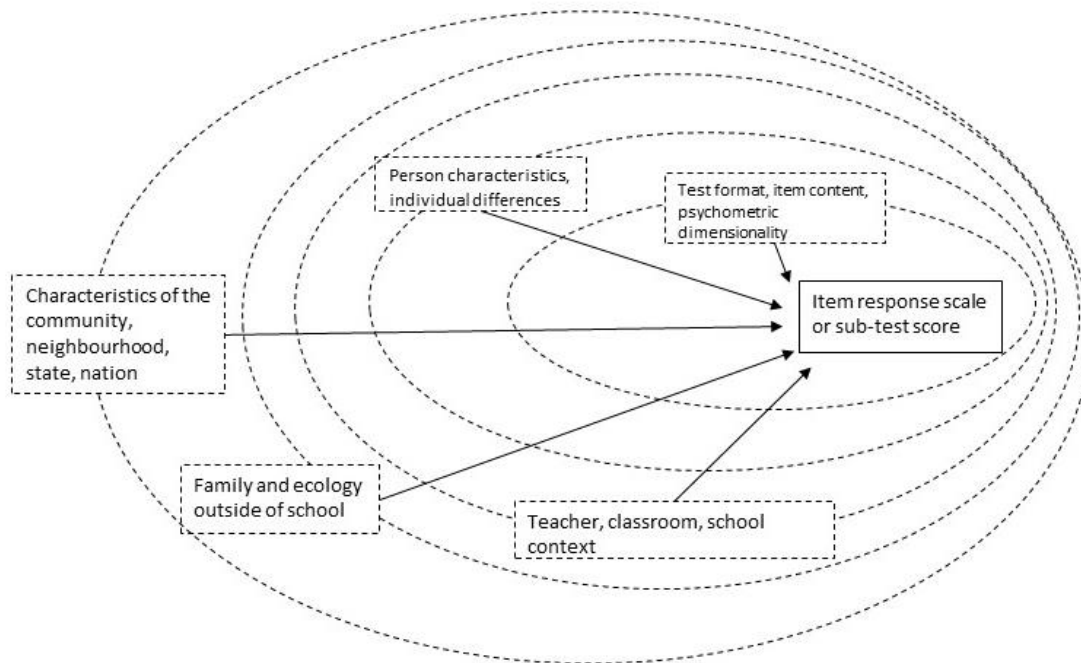 Person characteristics,
individual differences
Test format, item content,
psychometric
dimensionality
Characteristics of the
community,
neighbourhood,
state, nation
Item response scale
or sub-test score
Family and ecology
outside of school
Teacher, classroom, school
context